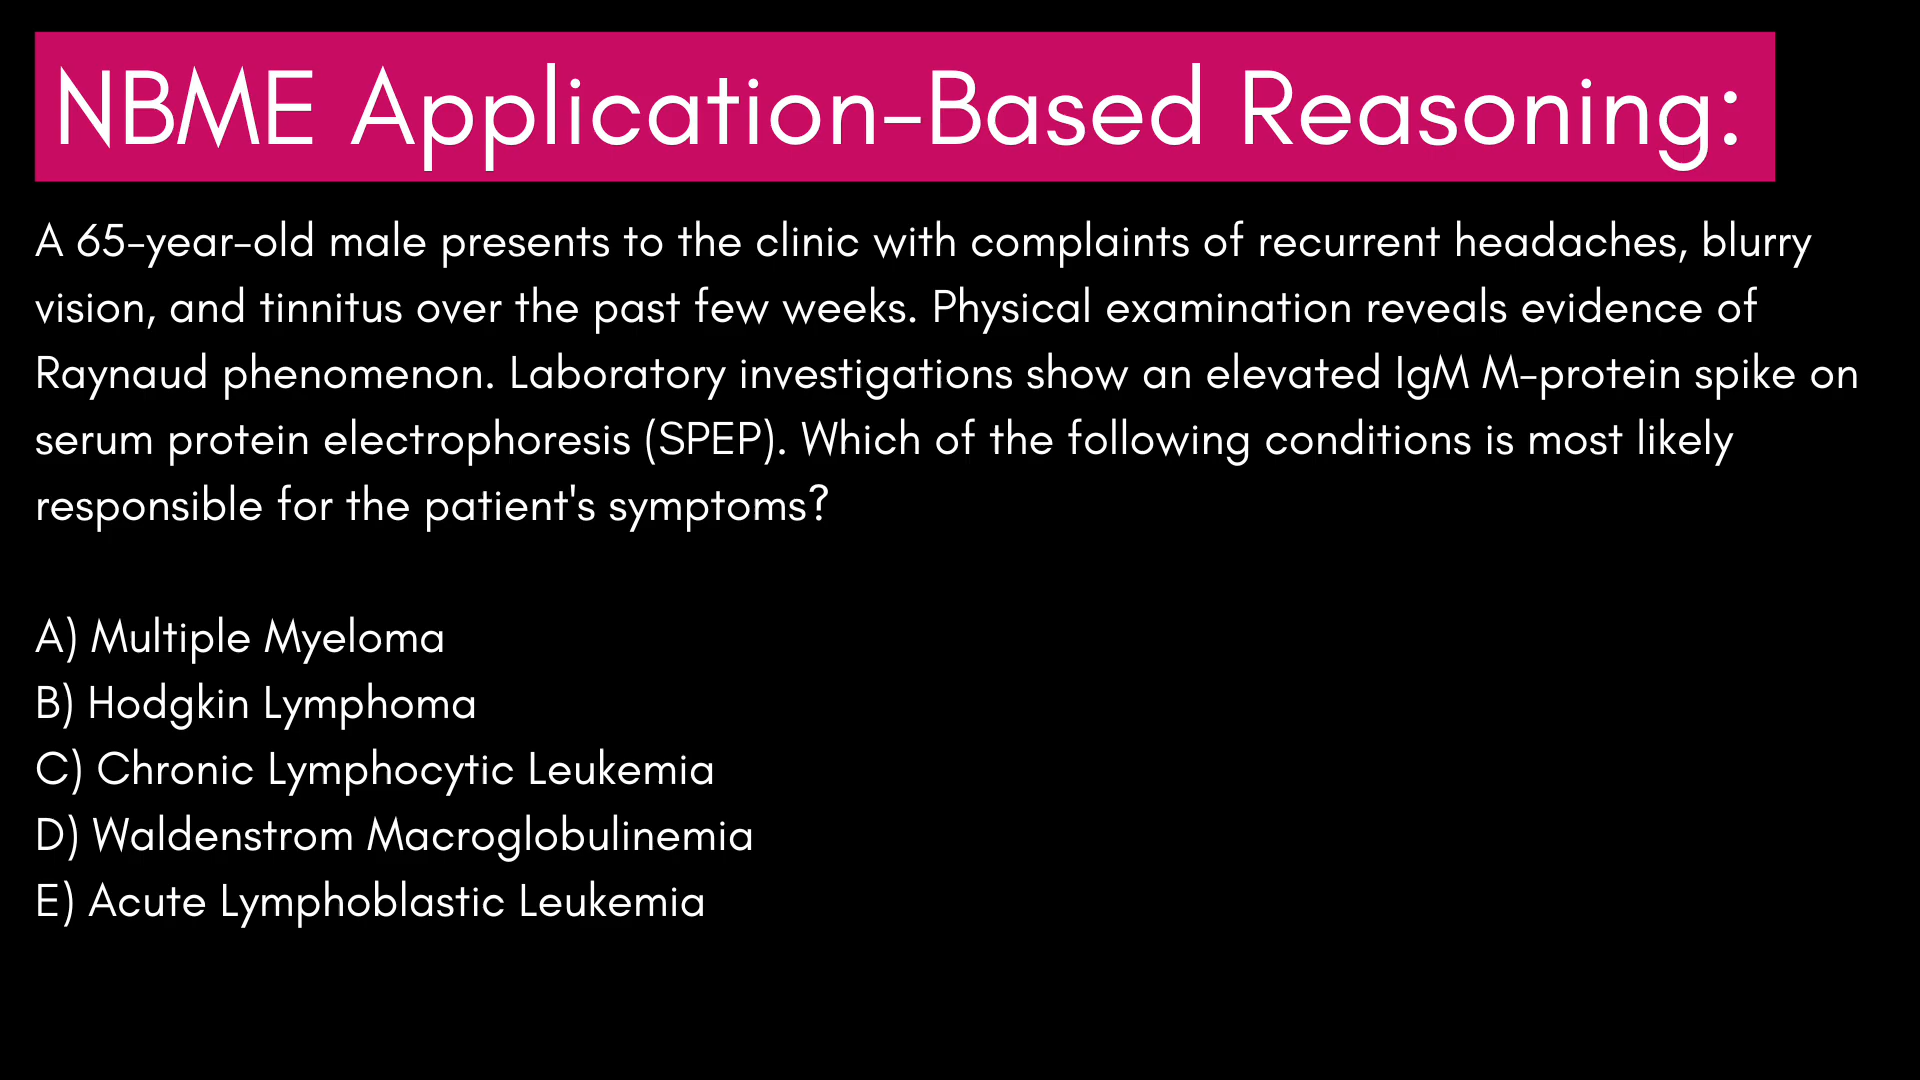 NBME Application-Based Reasoning:
A 65-year-old male presents to the clinic with complaints of recurrent headaches, blurry
vision, and tinnitus over the past few weeks. Physical examination reveals evidence of
Raynaud phenomenon. Laboratory investigations show an elevated IgM M-protein spike on
serum protein electrophoresis (SPEP). Which of the following conditions is most likely
responsible for the patient's symptoms?
A) Multiple Myeloma
B) Hodgkin Lymphoma
C) Chronic Lymphocytic Leukemia
D) Waldenstrom Macroglobulinemia
E) Acute Lymphoblastic Leukemia